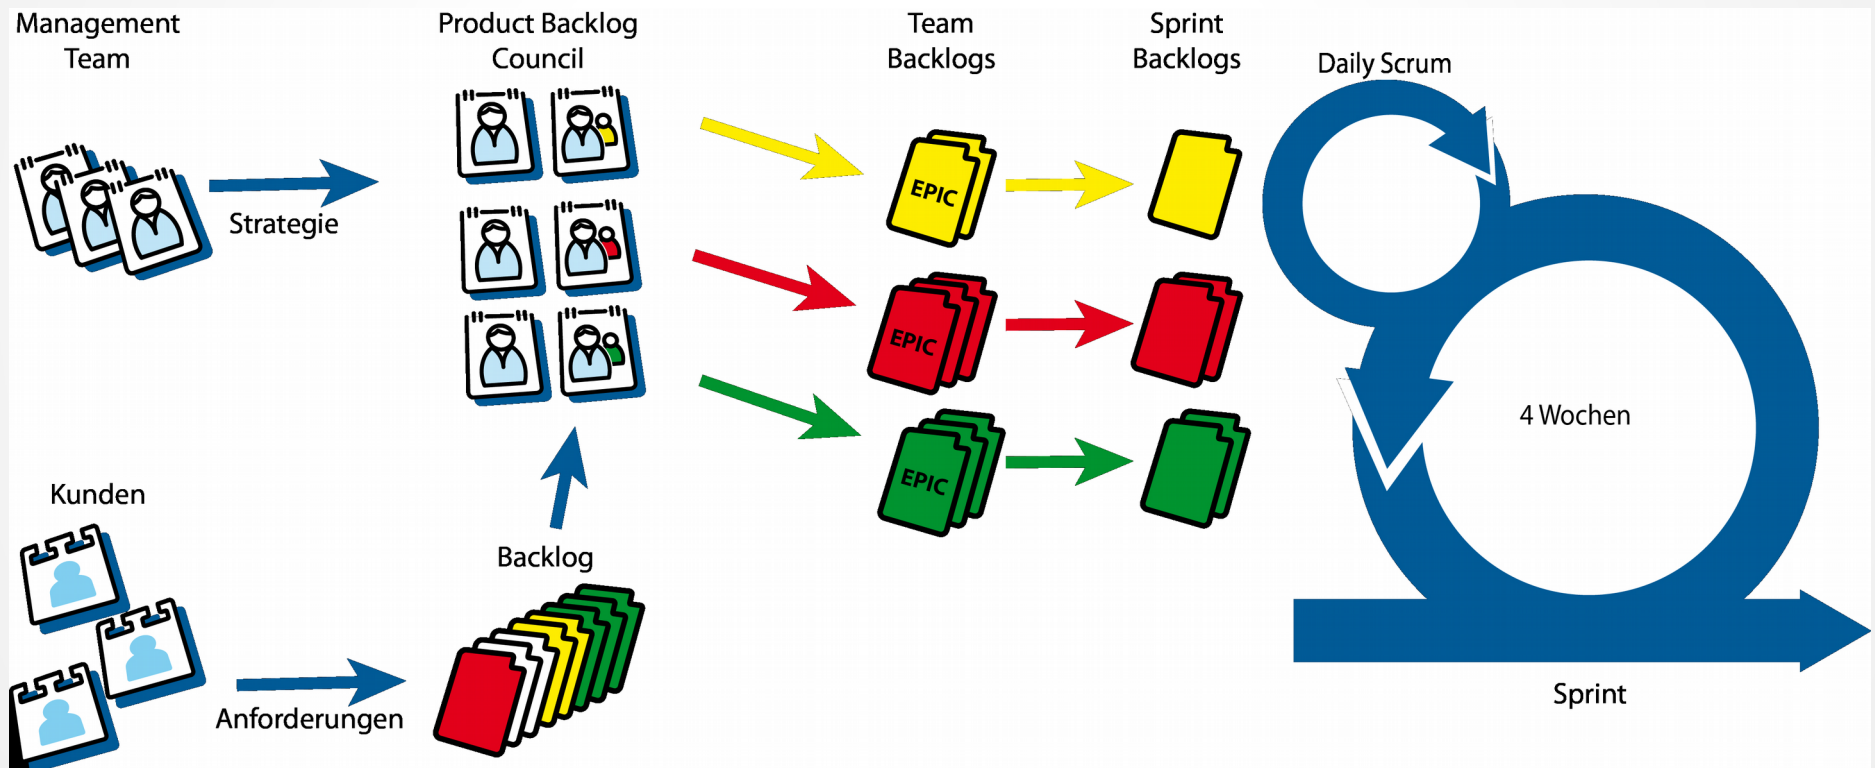 Management
Team
Product Backlog
Council
Team
Backlogs
Sprint
Backlogs
Daily Scrum
Strategie
EPIC
EPIC
EPIC
4 Wochen
Kunden
Backlog
Anforderungen
Sprint